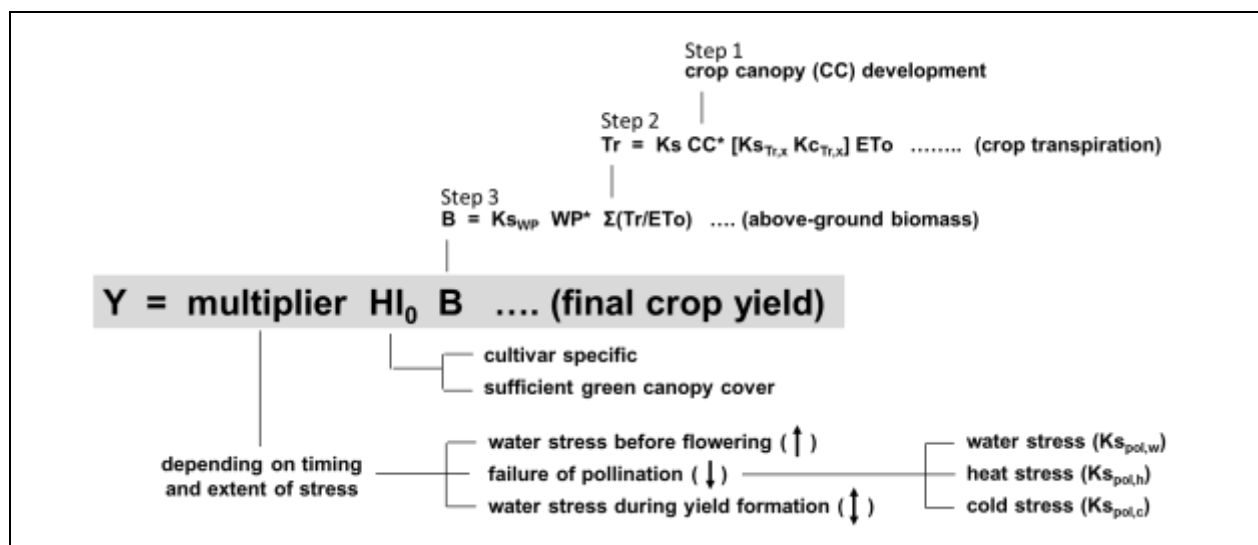 Step 1
crop canopy (CC) development
Step 2
Tr = Ks CC* [Ks_Tr,x Kc_Tr,x] ETo ........ (crop transpiration)
Step 3
B = Ks_WP WP* Σ(Tr/ETo) .... (above-ground biomass)
Y = multiplier HI₀ B .... (final crop yield)
cultivar specific
sufficient green canopy cover
depending on timing
and extent of stress
water stress before flowering (↑)
failure of pollination (↓)
water stress during yield formation (↕)
water stress (Ks_pol,w)
heat stress (Ks_pol,h)
cold stress (Ks_pol,c)